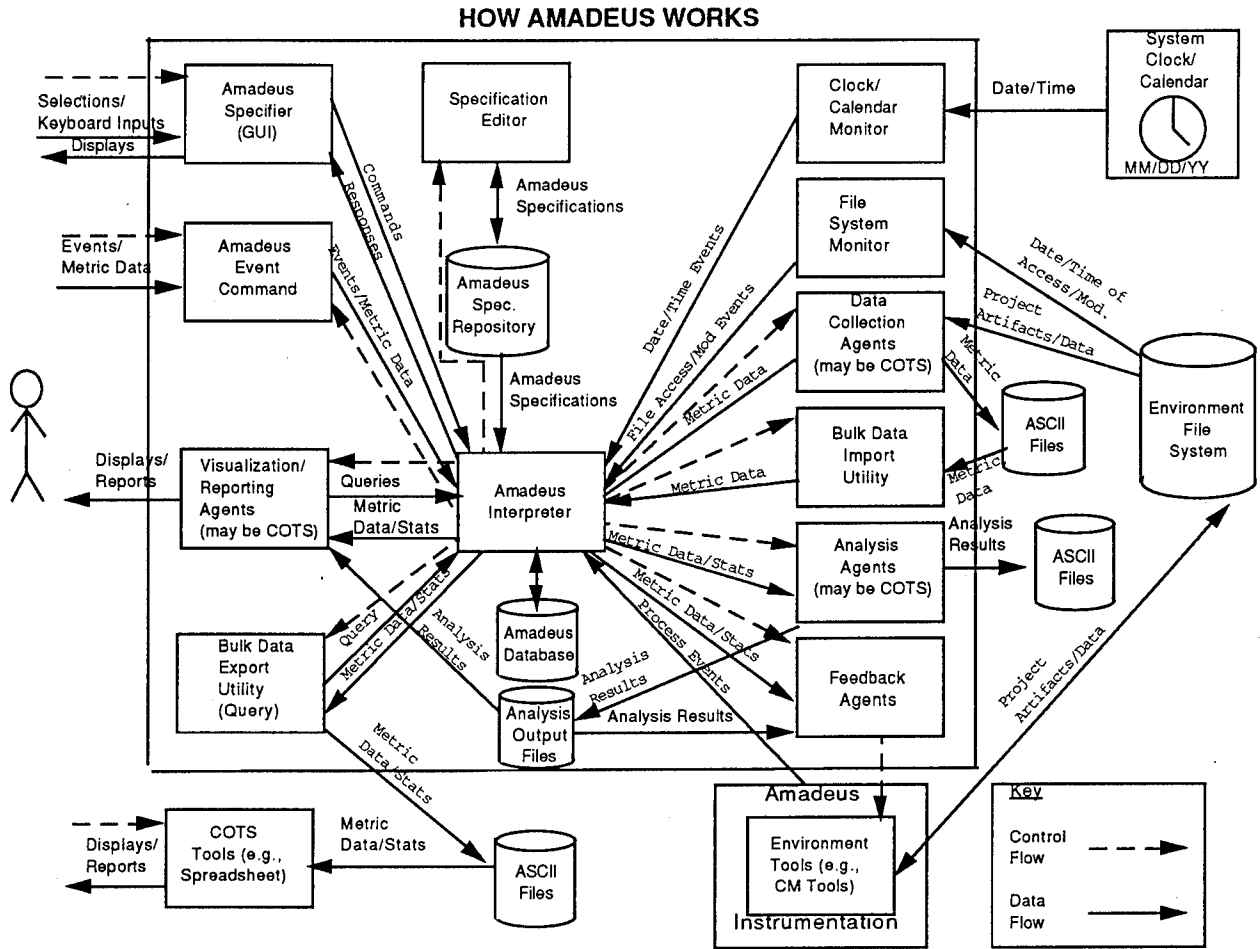 HOW AMADEUS WORKS
Selections/
Keyboard Inputs
Displays
Amadeus
Specifier
(GUI)
Specification
Editor
Clock/
Calendar
Monitor
Date/Time
System
Clock/
Calendar
MM/DD/YY
Commands
Responses
Amadeus
Specifications
File
System
Monitor
Events/
Metric Data
Amadeus
Event
Command
Events/Metric Data
Amadeus
Spec.
Repository
Date/Time Events
File Access/Mod Events
Data
Collection
Agents
(may be COTS)
Date/Time of
Access/Mod.
Project
Artifacts/Data
Metric
Data
Amadeus
Specifications
Metric Data
Environment
File
System
ASCII
Files
Displays/
Reports
Visualization/
Reporting
Agents
(may be COTS)
Queries
Metric
Data/Stats
Amadeus
Interpreter
Metric Data
Bulk Data
Import
Utility
Metric
Data
Analysis
Results
ASCII
Files
Metric Data/Stats
Analysis
Agents
(may be COTS)
Query
Metric Data/Stats
Analysis
Results
Amadeus
Database
Metric Data/Stats
Process Events
Bulk Data
Export
Utility
(Query)
Analysis
Results
Feedback
Agents
Analysis
Output
Files
Analysis Results
Project
Artifacts/Data
Metric
Data/Stats
Displays/
Reports
COTS
Tools (e.g.,
Spreadsheet)
Metric
Data/Stats
ASCII
Files
Amadeus
Environment
Tools (e.g.,
CM Tools)
Instrumentation
Key
Control
Flow
Data
Flow